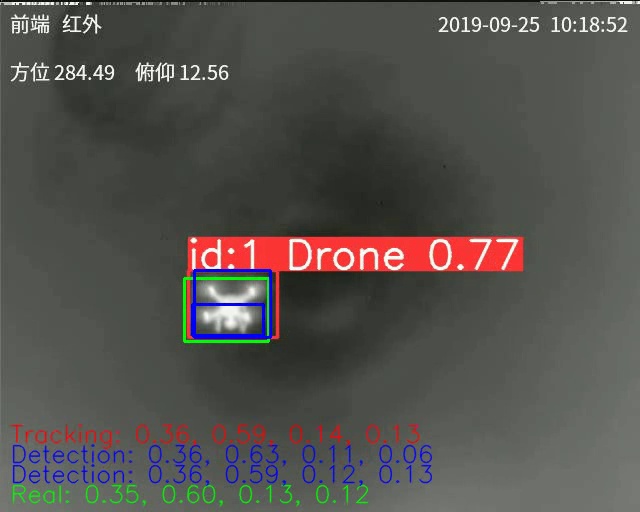 前端 红外
2019-09-25 10:18:52
方位 284.49 俯仰 12.56
id:1 Drone 0.77
Tracking: 0.36, 0.59, 0.14, 0.13
Detection: 0.36, 0.63, 0.11, 0.06
Detection: 0.36, 0.59, 0.12, 0.13
Real: 0.35, 0.60, 0.13, 0.12